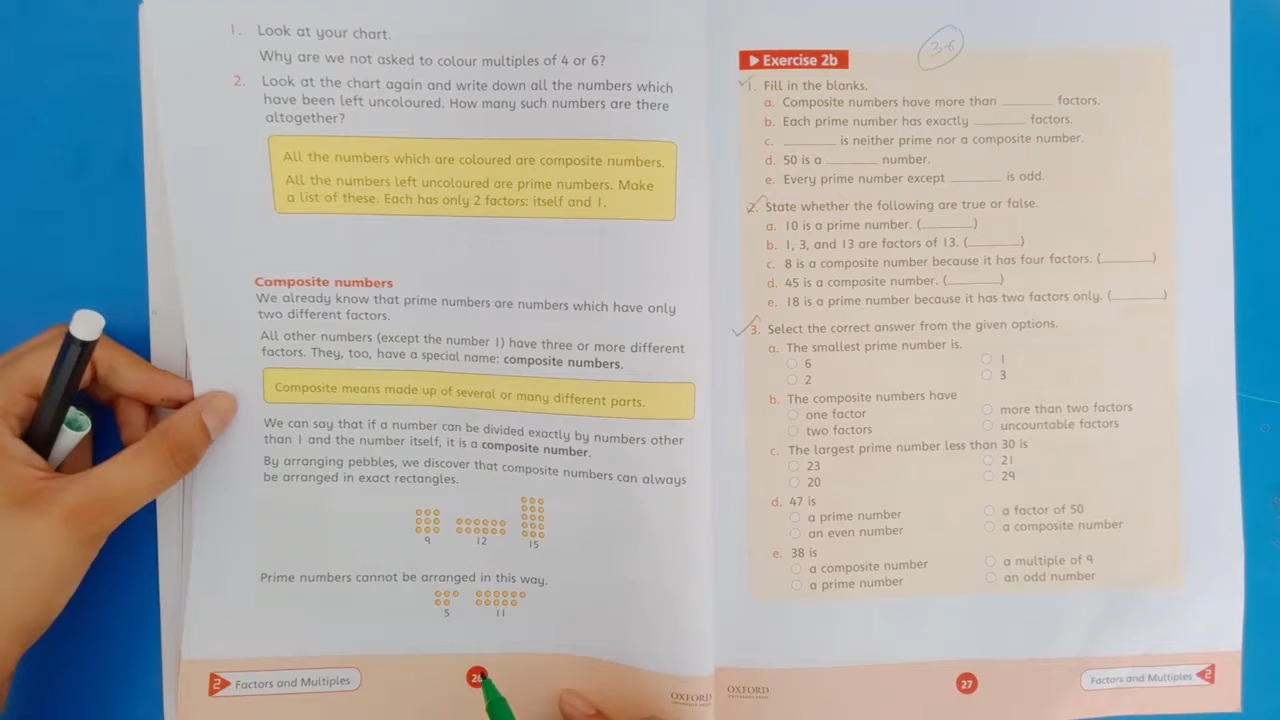 1. Look at your chart.
Why are we not asked to colour multiples of 4 or 6?
2. Look at the chart again and write down all the numbers which
have been left uncoloured. How many such numbers are there
altogether?
All the numbers which are coloured are composite numbers.
All the numbers left uncoloured are prime numbers. Make
a list of these. Each has only 2 factors: itself and 1.
Composite numbers
We already know that prime numbers are numbers which have only
two different factors.
All other numbers (except the number 1) have three or more different
factors. They, too, have a special name: composite numbers.
Composite means made up of several or many different parts.
We can say that if a number can be divided exactly by numbers other
than 1 and the number itself, it is a composite number.
By arranging pebbles, we discover that composite numbers can always
be arranged in exact rectangles.
9 12 15
Prime numbers cannot be arranged in this way.
5 11
2 Factors and Multiples
OXFORD
3-6
Exercise 2b
1. Fill in the blanks.
a. Composite numbers have more than ______ factors.
b. Each prime number has exactly ______ factors.
c. ______ is neither prime nor a composite number.
d. 50 is a ______ number.
e. Every prime number except ______ is odd.
2. State whether the following are true or false.
a. 10 is a prime number. (______)
b. 1, 3, and 13 are factors of 13. (______)
c. 8 is a composite number because it has four factors. (______)
d. 45 is a composite number. (______)
e. 18 is a prime number because it has two factors only. (______)
3. Select the correct answer from the given options.
a. The smallest prime number is.
6 1
2 3
b. The composite numbers have
one factor more than two factors
two factors uncountable factors
c. The largest prime number less than 30 is
23 21
20 29
d. 47 is
a prime number a factor of 50
an even number a composite number
e. 38 is
a composite number a multiple of 9
a prime number an odd number
OXFORD
27
Factors and Multiples 2